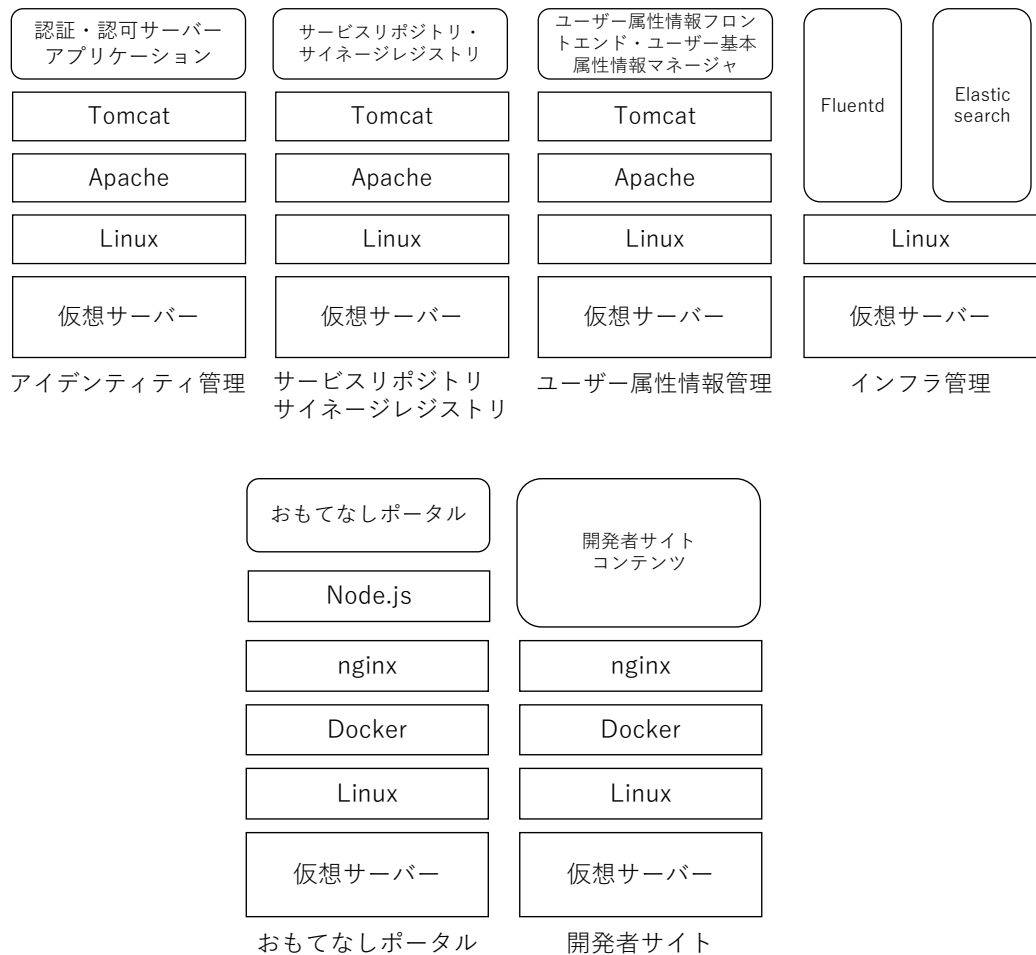 認証・認可サーバー
アプリケーション
Tomcat
Apache
Linux
仮想サーバー
アイデンティティ管理
サービスリポジトリ・
サイネージレジストリ
Tomcat
Apache
Linux
仮想サーバー
サービスリポジトリ
サイネージレジストリ
ユーザー属性情報フロン
トエンド・ユーザー基本
属性情報マネージャ
Tomcat
Apache
Linux
仮想サーバー
ユーザー属性情報管理
Fluentd
Elastic
search
Linux
仮想サーバー
インフラ管理
おもてなしポータル
Node.js
nginx
Docker
Linux
仮想サーバー
おもてなしポータル
開発者サイト
コンテンツ
nginx
Docker
Linux
仮想サーバー
開発者サイト